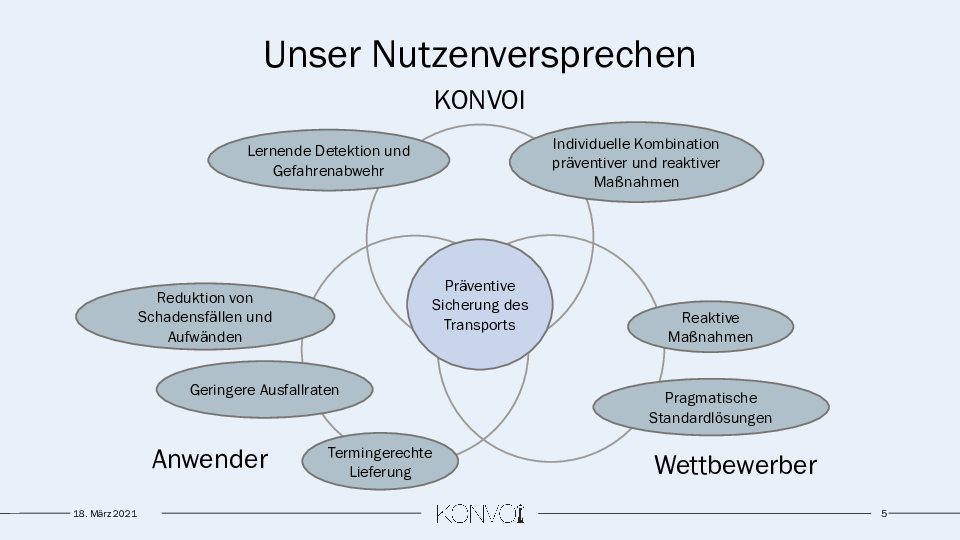 Unser Nutzenversprechen
KONVOI
Lernende Detektion und
Gefahrenabwehr
Individuelle Kombination
präventiver und reaktiver
Maßnahmen
Präventive
Sicherung des
Transports
Reduktion von
Schadensfällen und
Aufwänden
Reaktive
Maßnahmen
Geringere Ausfallraten
Pragmatische
Standardlösungen
Anwender
Termingerechte
Lieferung
Wettbewerber
18. März 2021
KONVOI
5